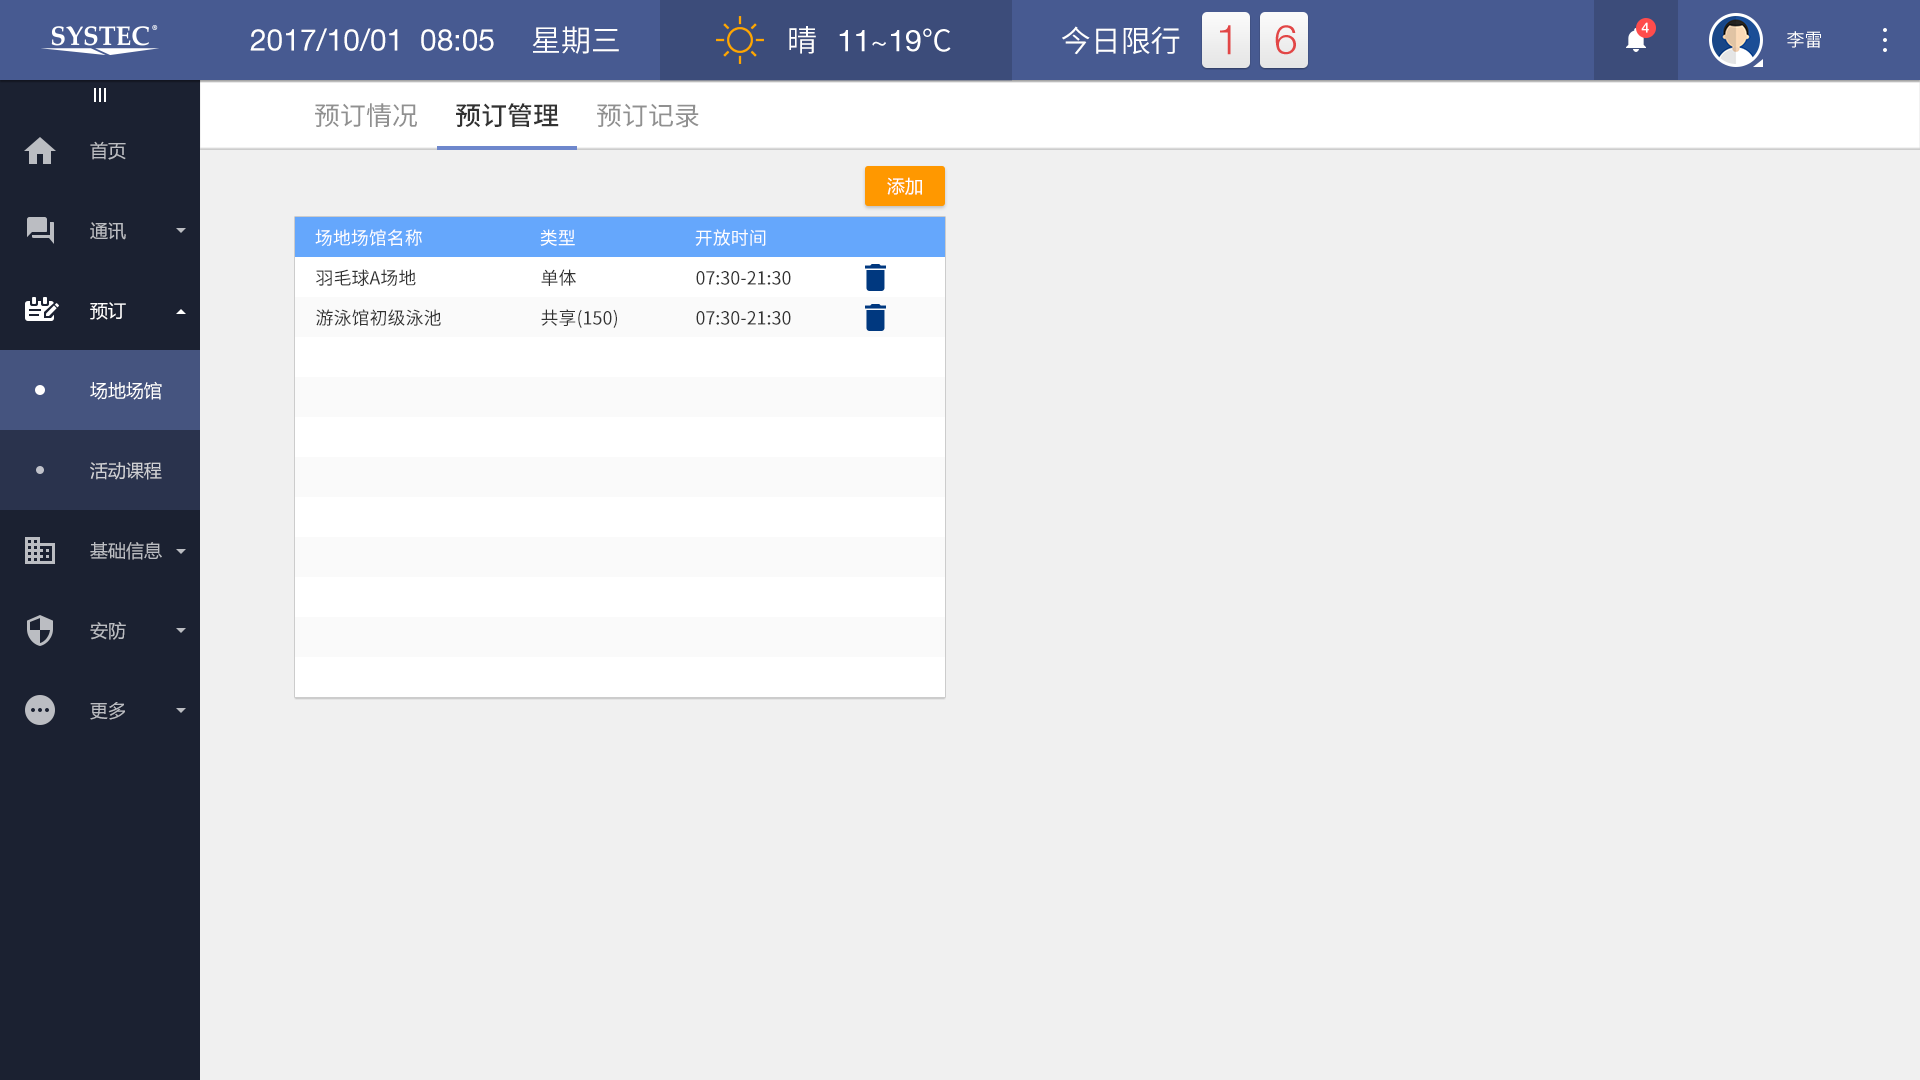 SYSTEC®
2017/10/01 08:05 星期三
晴 11~19°C
今日限行 1 6
4
李雷
预订情况 预订管理 预订记录
首页
通讯
预订
场地场馆
活动课程
基础信息
安防
更多
添加
场地场馆名称 类型 开放时间
羽毛球A场地 单体 07:30-21:30
游泳馆初级泳池 共享(150) 07:30-21:30